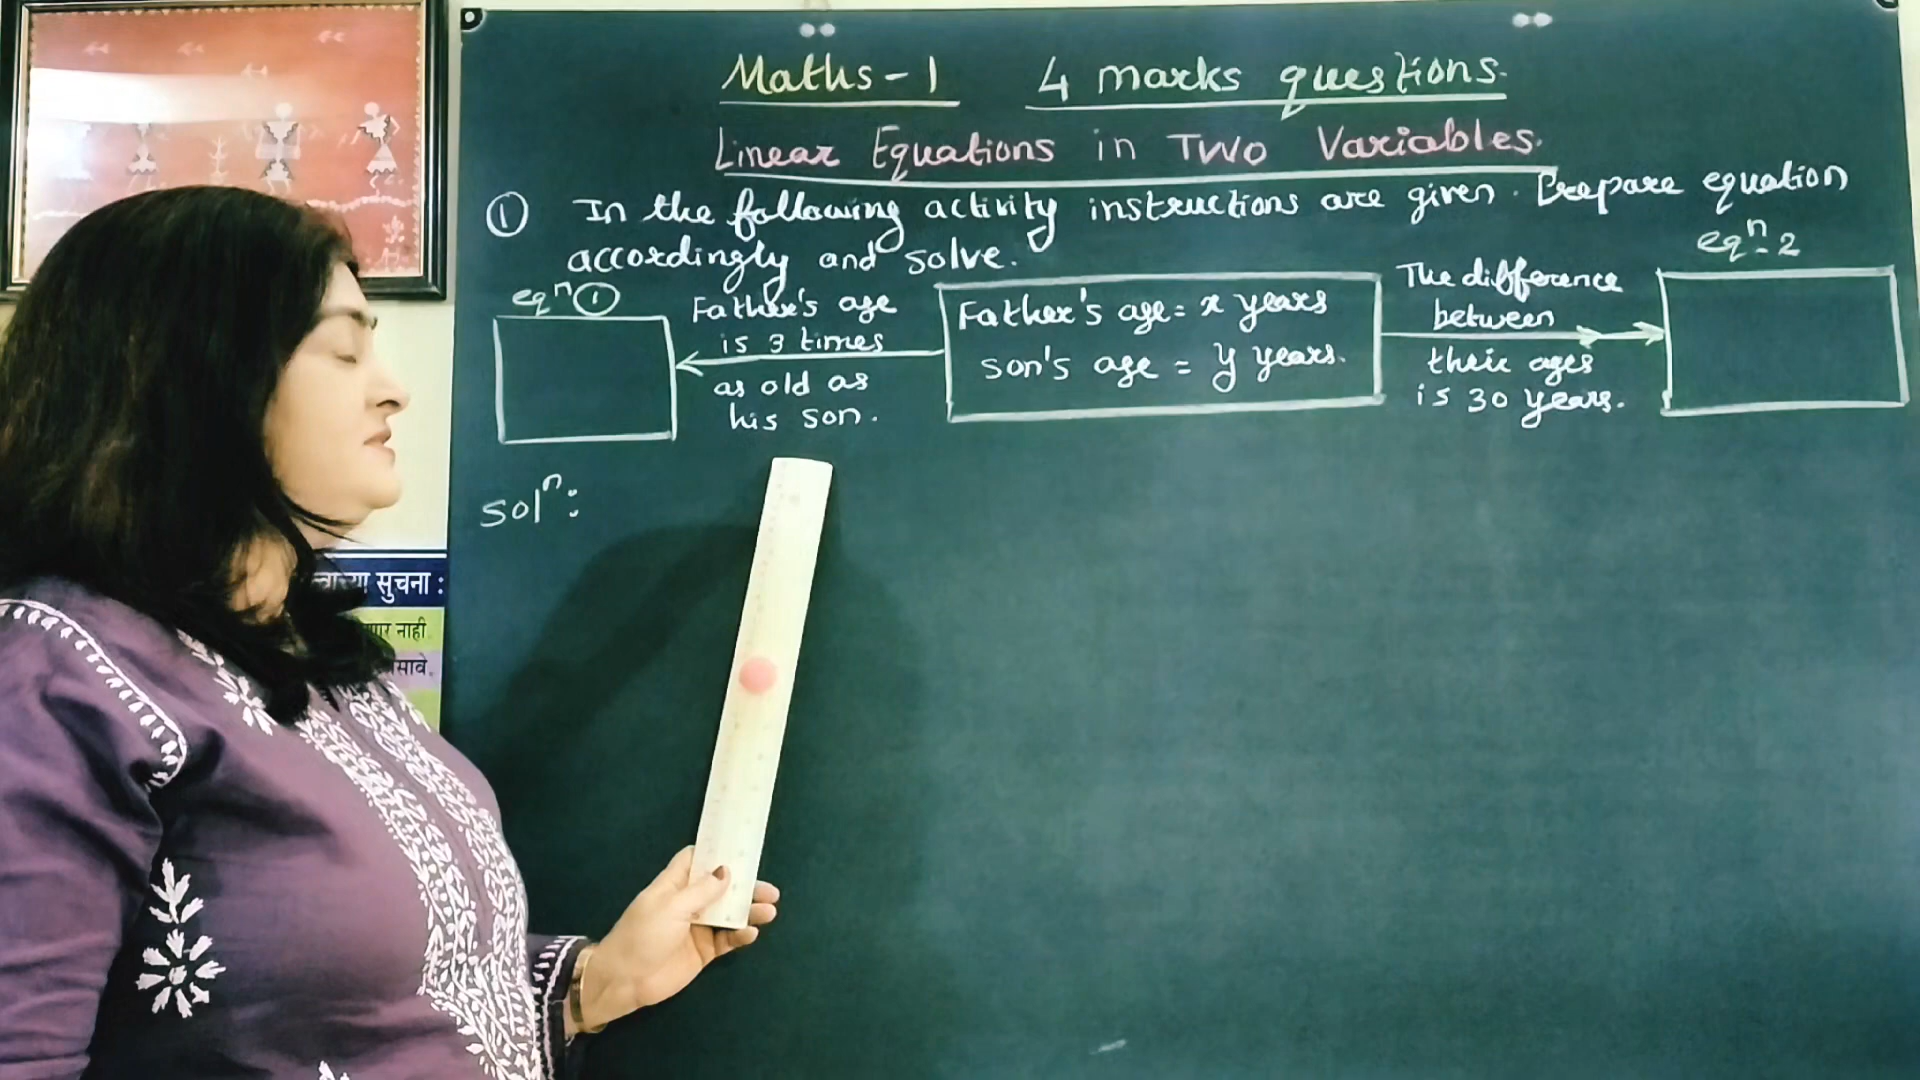 Maths-1 4 marks questions.
Linear Equations in Two Variables.
① In the following activity instructions are given. Prepare equation
accordingly and solve.
eqⁿ ①
Father's age
is 3 times
as old as
his son.
Father's age = x years
son's age = y years.
The difference
between
their ages
is 30 years.
eqⁿ-2
solⁿ:
सुचना :
नाही